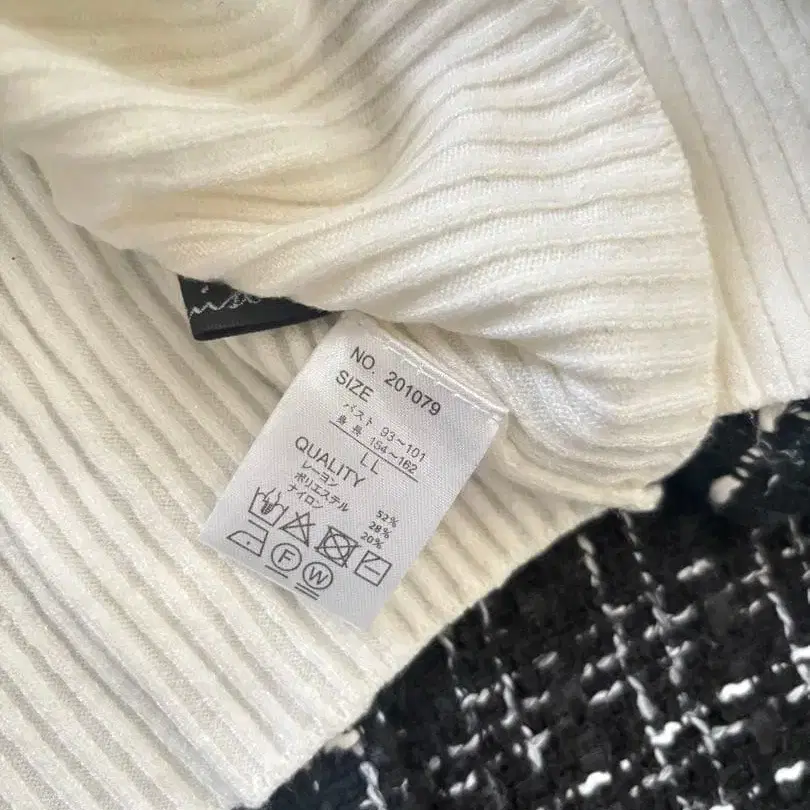 NO. 201079
SIZE
バスト 93~101
身長 154~162
LL
QUALITY
レーヨン 52%
ポリエステル 28%
ナイロン 20%
F W